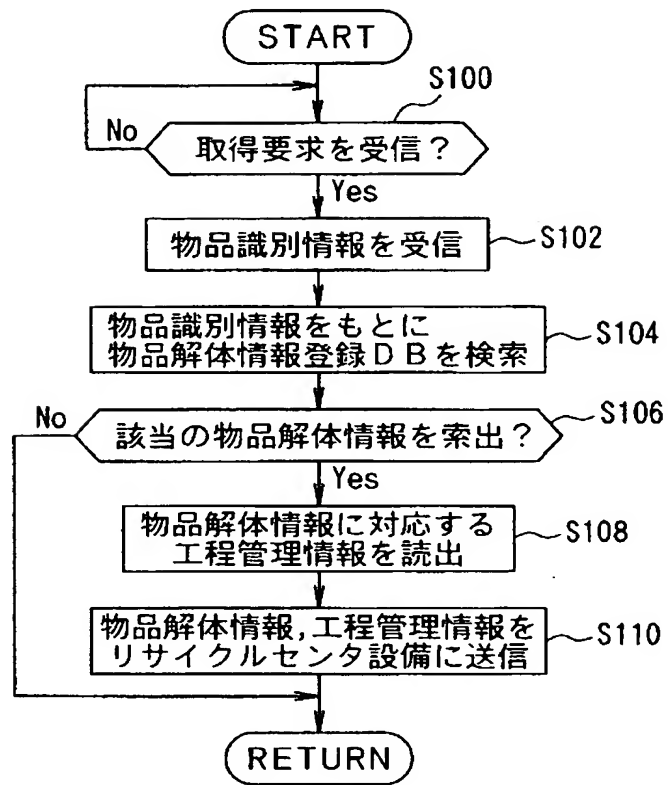 START
S100
No
取得要求を受信?
Yes
物品識別情報を受信
S102
物品識別情報をもとに
物品解体情報登録DBを検索
S104
No
S106
該当の物品解体情報を索出?
Yes
物品解体情報に対応する
工程管理情報を読出
S108
物品解体情報,工程管理情報を
リサイクルセンタ設備に送信
S110
RETURN